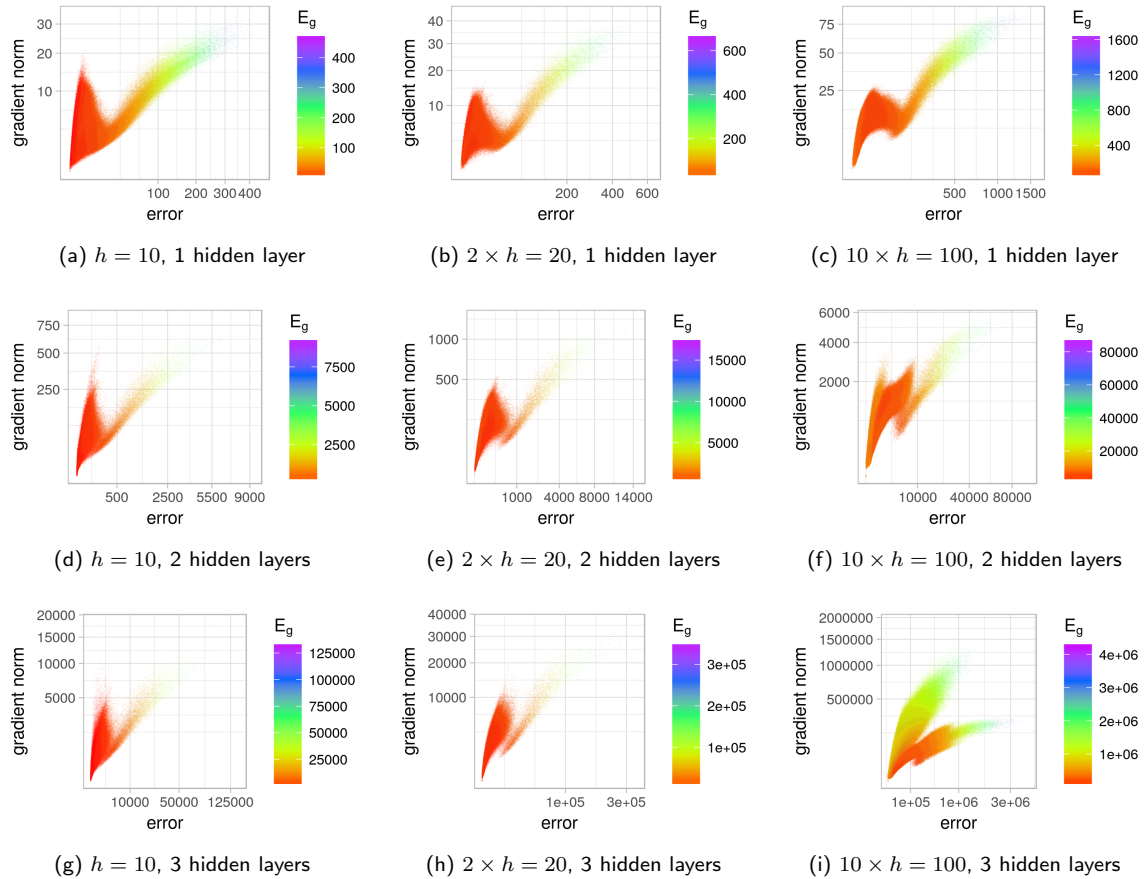 gradient norm
30
20
10
100 200 300 400
error
E_g
400
300
200
100
(a) h = 10, 1 hidden layer
gradient norm
40
30
20
10
200 400 600
error
E_g
600
400
200
(b) 2 × h = 20, 1 hidden layer
gradient norm
75
50
25
500 1000 1500
error
E_g
1600
1200
800
400
(c) 10 × h = 100, 1 hidden layer
gradient norm
750
500
250
500 2500 5500 9000
error
E_g
7500
5000
2500
(d) h = 10, 2 hidden layers
gradient norm
1000
500
1000 4000 8000 14000
error
E_g
15000
10000
5000
(e) 2 × h = 20, 2 hidden layers
gradient norm
6000
4000
2000
10000 40000 80000
error
E_g
80000
60000
40000
20000
(f) 10 × h = 100, 2 hidden layers
gradient norm
20000
15000
10000
5000
10000 50000 125000
error
E_g
125000
100000
75000
50000
25000
(g) h = 10, 3 hidden layers
gradient norm
40000
30000
20000
10000
1e+05 3e+05
error
E_g
3e+05
2e+05
1e+05
(h) 2 × h = 20, 3 hidden layers
gradient norm
2000000
1500000
1000000
500000
1e+05 1e+06 3e+06
error
E_g
4e+06
3e+06
2e+06
1e+06
(i) 10 × h = 100, 3 hidden layers